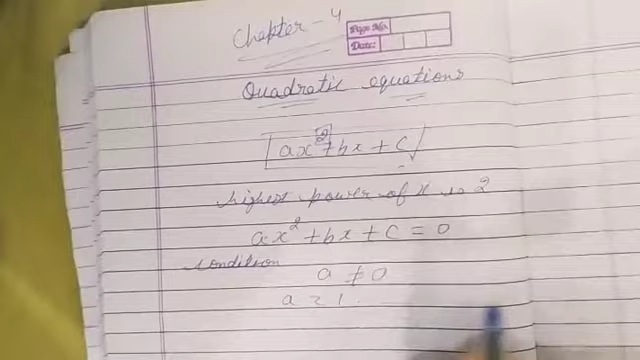 Chapter - 4
Page No.
Date:
Quadratic equations
ax²+bx+c
highest power of x is 2
ax²+bx+c=0
condition
a ≠ 0
a ≥ 1